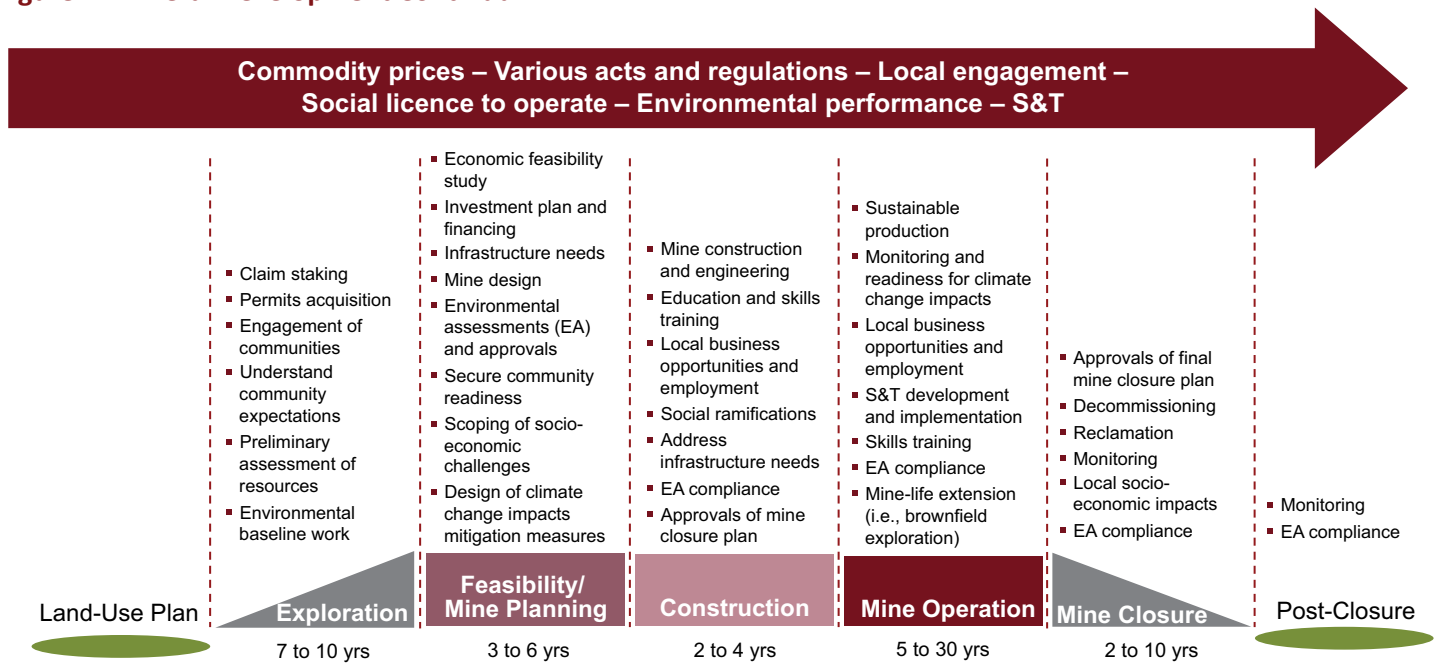 Commodity prices – Various acts and regulations – Local engagement –
Social licence to operate – Environmental performance – S&T
▪ Claim staking
▪ Permits acquisition
▪ Engagement of
communities
▪ Understand
community
expectations
▪ Preliminary
assessment of
resources
▪ Environmental
baseline work
▪ Economic feasibility
study
▪ Investment plan and
financing
▪ Infrastructure needs
▪ Mine design
▪ Environmental
assessments (EA)
and approvals
▪ Secure community
readiness
▪ Scoping of socio-
economic
challenges
▪ Design of climate
change impacts
mitigation measures
▪ Mine construction
and engineering
▪ Education and skills
training
▪ Local business
opportunities and
employment
▪ Social ramifications
▪ Address
infrastructure needs
▪ EA compliance
▪ Approvals of mine
closure plan
▪ Sustainable
production
▪ Monitoring and
readiness for climate
change impacts
▪ Local business
opportunities and
employment
▪ S&T development
and implementation
▪ Skills training
▪ EA compliance
▪ Mine-life extension
(i.e., brownfield
exploration)
▪ Approvals of final
mine closure plan
▪ Decommissioning
▪ Reclamation
▪ Monitoring
▪ Local socio-
economic impacts
▪ EA compliance
▪ Monitoring
▪ EA compliance
Land-Use Plan
Exploration
Feasibility/
Mine Planning
Construction
Mine Operation
Mine Closure
Post-Closure
7 to 10 yrs
3 to 6 yrs
2 to 4 yrs
5 to 30 yrs
2 to 10 yrs